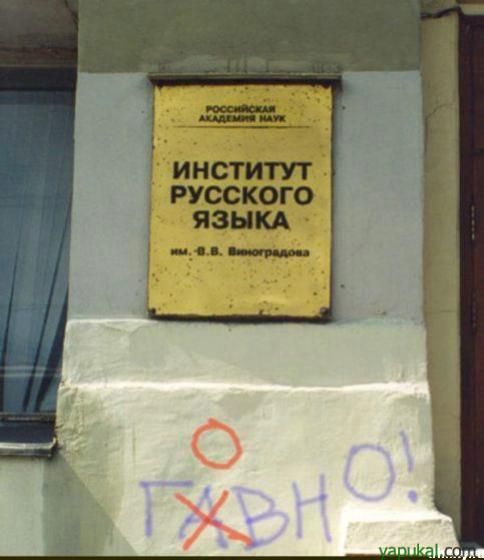 РОССИЙСКАЯ
АКАДЕМИЯ НАУК
ИНСТИТУТ
РУССКОГО
ЯЗЫКА
им. В.В. Виноградова
О
ГАВНО!
yapukal.com